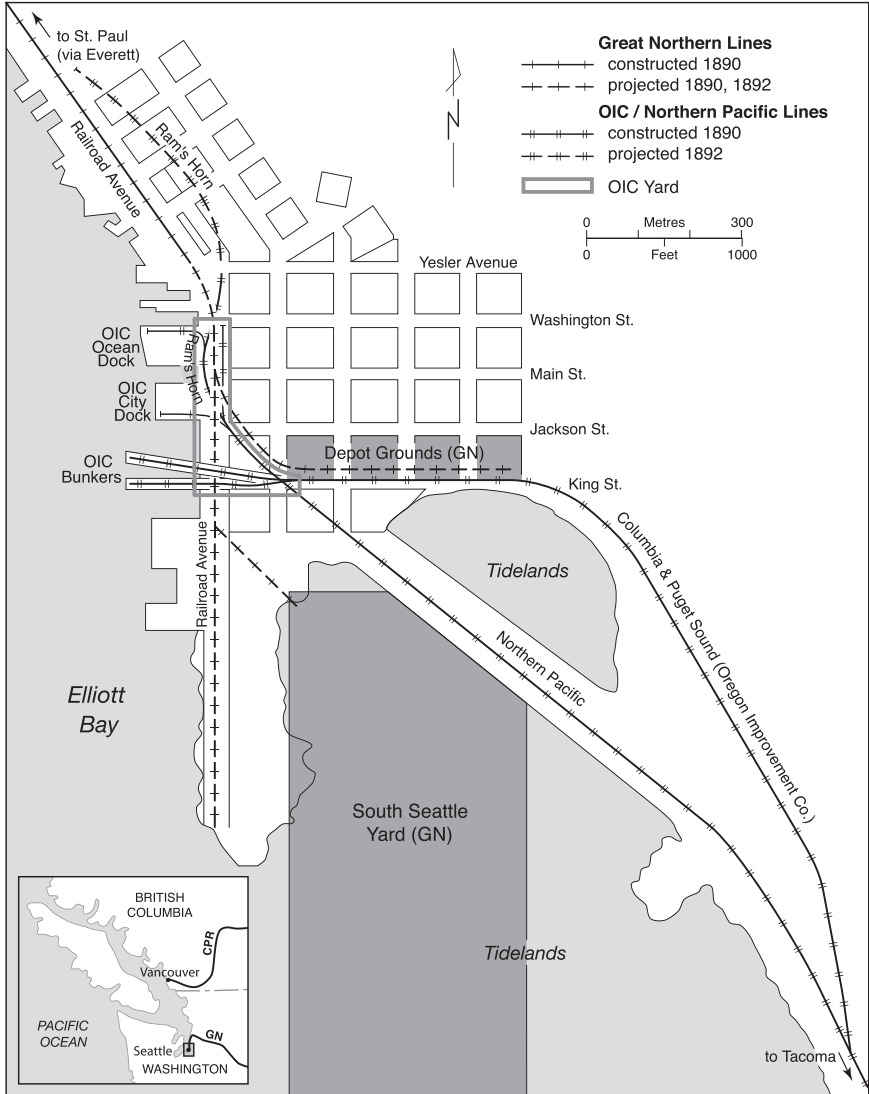 to St. Paul
(via Everett)
Great Northern Lines
constructed 1890
projected 1890, 1892
OIC / Northern Pacific Lines
constructed 1890
projected 1892
OIC Yard
N
0 Metres 300
0 Feet 1000
Railroad Avenue
Ram's Horn
Yesler Avenue
Washington St.
OIC
Ocean
Dock
Ram's Horn
Main St.
OIC
City
Dock
Jackson St.
Depot Grounds (GN)
OIC
Bunkers
King St.
Railroad Avenue
Tidelands
Columbia & Puget Sound (Oregon Improvement Co.)
Northern Pacific
Elliott
Bay
South Seattle
Yard (GN)
Tidelands
BRITISH
COLUMBIA
CPR
Vancouver
PACIFIC
OCEAN
GN
Seattle
WASHINGTON
to Tacoma